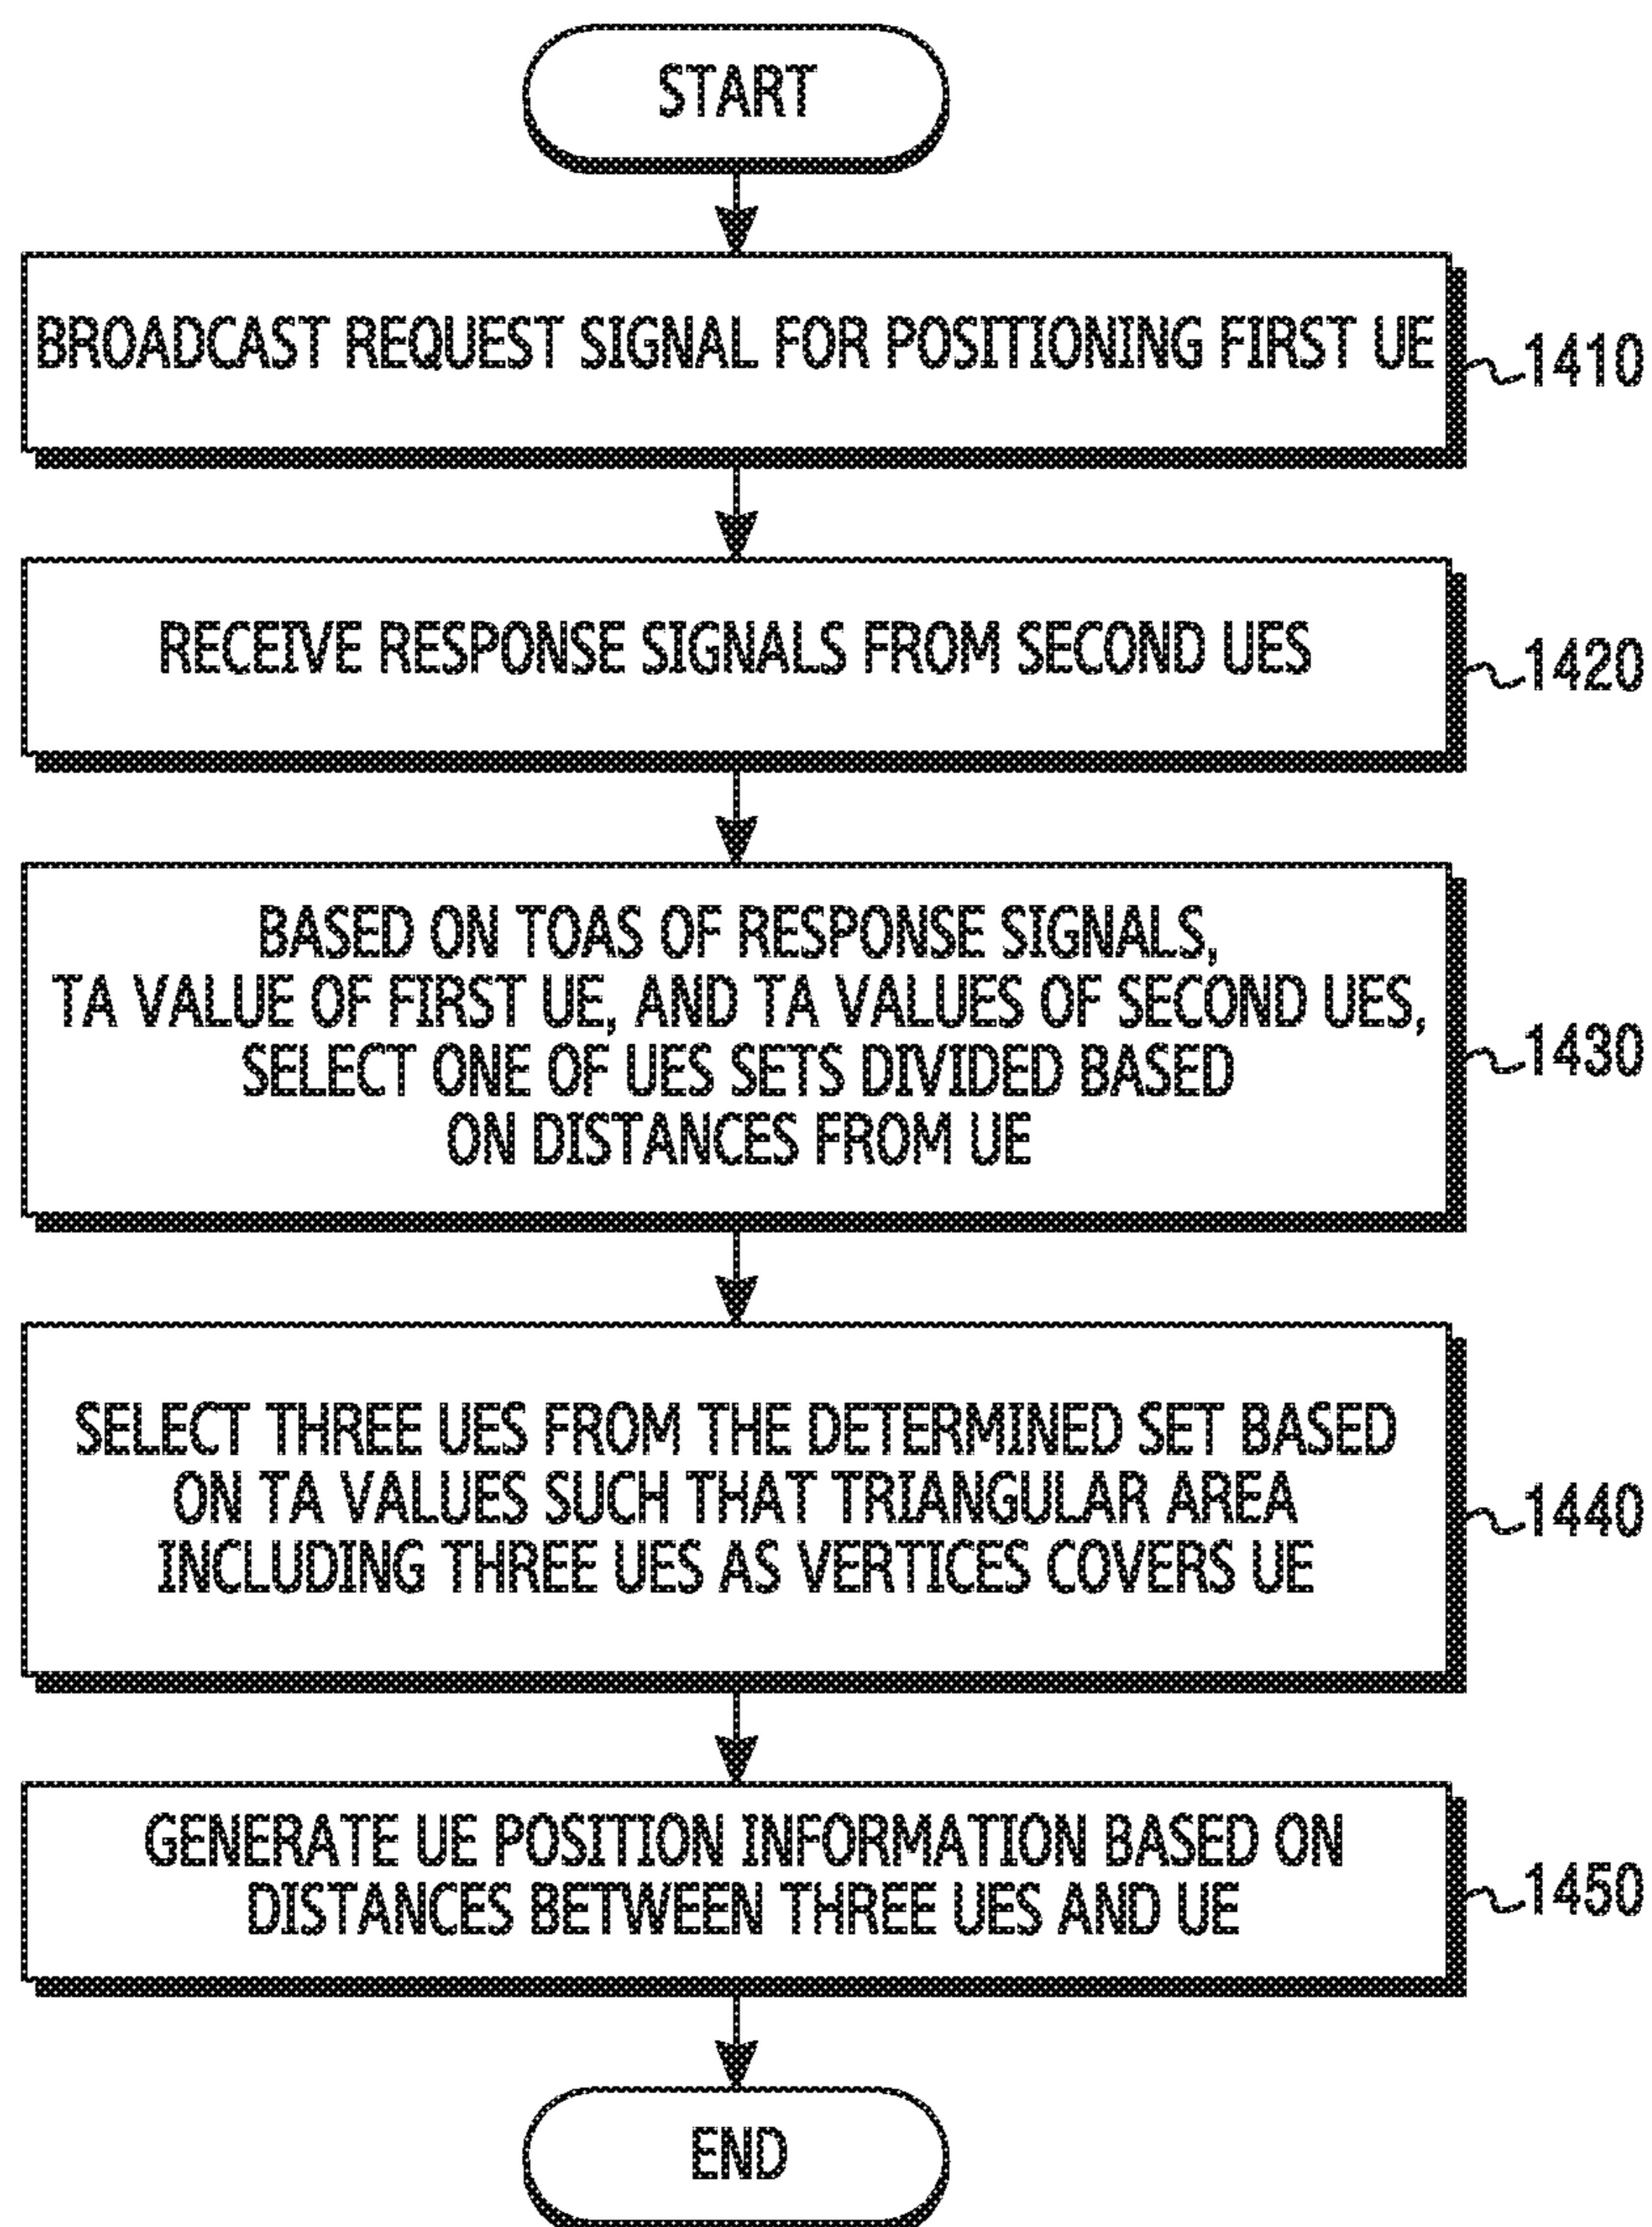 START
BROADCAST REQUEST SIGNAL FOR POSITIONING FIRST UE
1410
RECEIVE RESPONSE SIGNALS FROM SECOND UES
1420
BASED ON TOAS OF RESPONSE SIGNALS,
TA VALUE OF FIRST UE, AND TA VALUES OF SECOND UES,
SELECT ONE OF UES SETS DIVIDED BASED
ON DISTANCES FROM UE
1430
SELECT THREE UES FROM THE DETERMINED SET BASED
ON TA VALUES SUCH THAT TRIANGULAR AREA
INCLUDING THREE UES AS VERTICES COVERS UE
1440
GENERATE UE POSITION INFORMATION BASED ON
DISTANCES BETWEEN THREE UES AND UE
1450
END